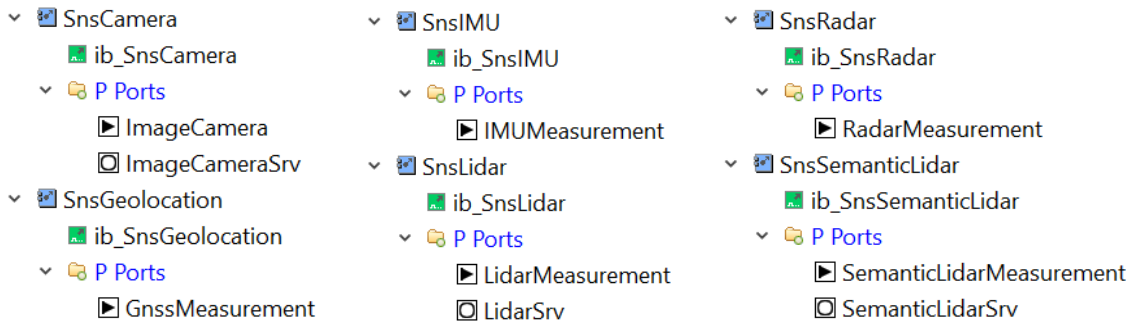 SnsCamera
ib_SnsCamera
P Ports
ImageCamera
ImageCameraSrv
SnsGeolocation
ib_SnsGeolocation
P Ports
GnssMeasurement
SnsIMU
ib_SnsIMU
P Ports
IMUMeasurement
SnsLidar
ib_SnsLidar
P Ports
LidarMeasurement
LidarSrv
SnsRadar
ib_SnsRadar
P Ports
RadarMeasurement
SnsSemanticLidar
ib_SnsSemanticLidar
P Ports
SemanticLidarMeasurement
SemanticLidarSrv